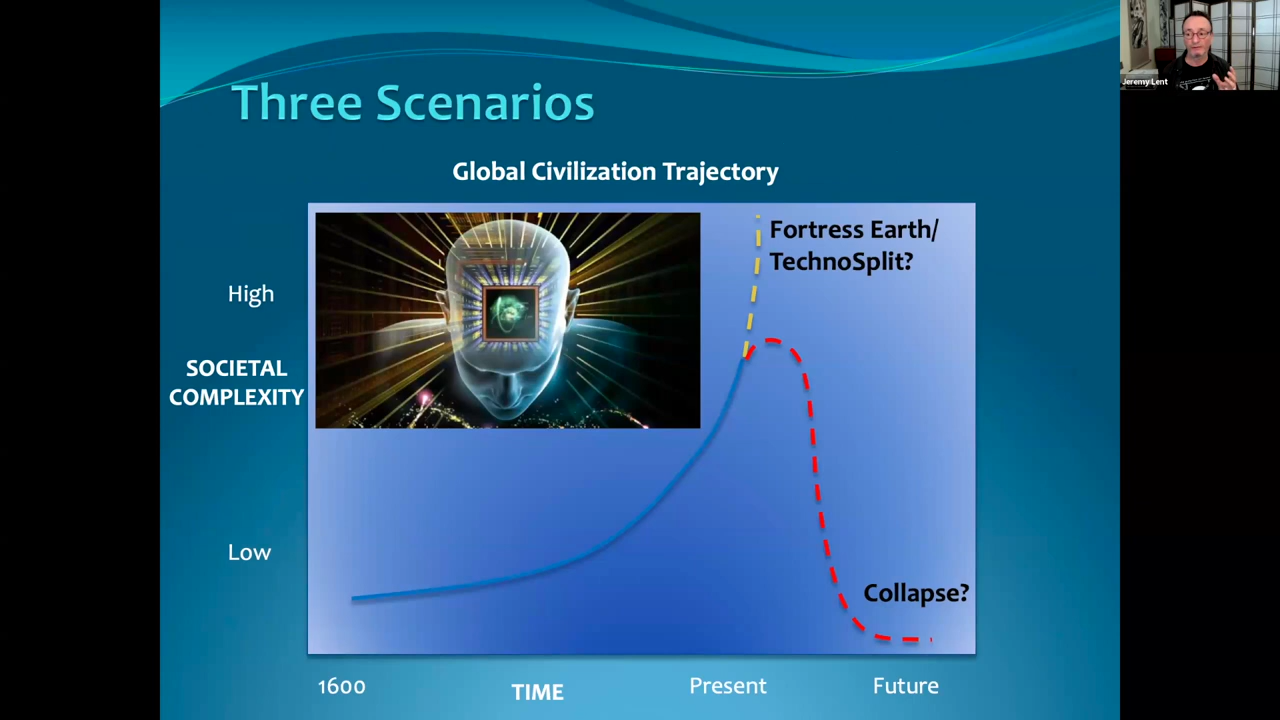 Three Scenarios
Jeremy Lent
Global Civilization Trajectory
Fortress Earth/
TechnoSplit?
High
SOCIETAL
COMPLEXITY
Low
Collapse?
1600
TIME
Present
Future